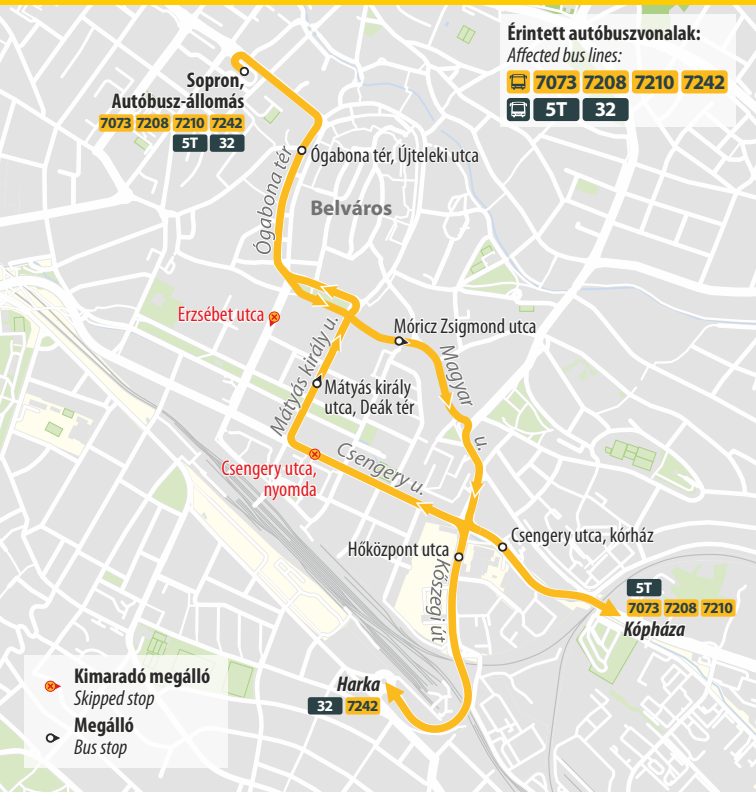 Érintett autóbuszvonalak:
Affected bus lines:
7073 7208 7210 7242
5T 32
Sopron,
Autóbusz-állomás
7073 7208 7210 7242
5T 32
Ógabona tér, Újteleki utca
Ógabona tér
Belváros
Erzsébet utca
Móricz Zsigmond utca
Mátyás király u.
Magyar u.
Mátyás király
utca, Deák tér
Csengery utca,
nyomda
Csengery u.
Hőközpont utca
Csengery utca, kórház
Kőszegi út
5T
7073 7208 7210
Kópháza
Harka
32 7242
Kimaradó megálló
Skipped stop
Megálló
Bus stop